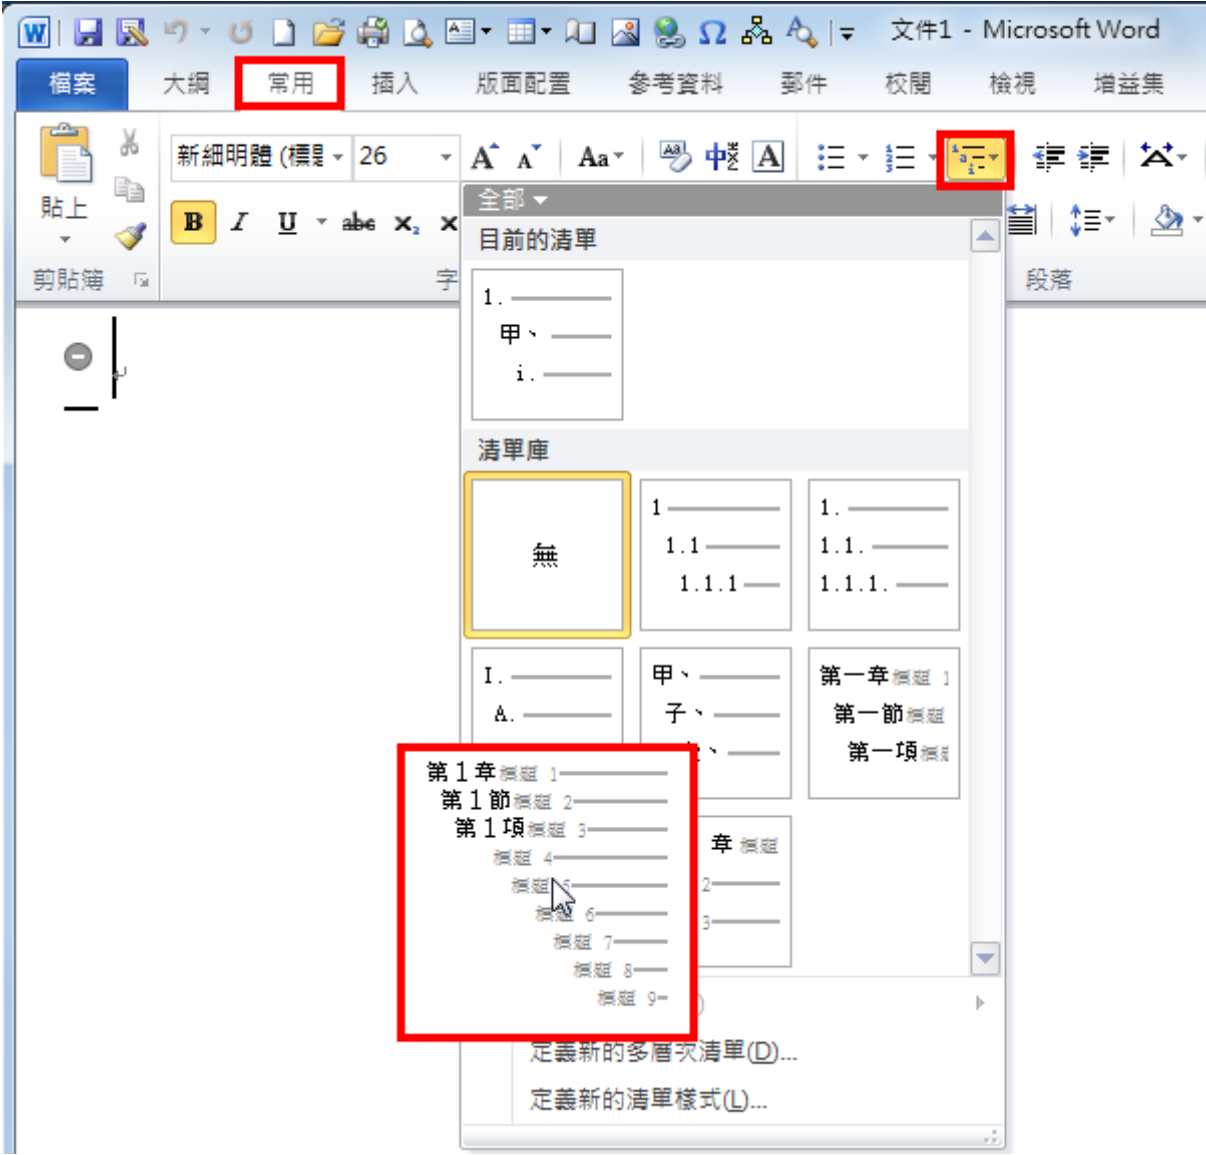 文件1 - Microsoft Word
檔案 大綱 常用 插入 版面配置 參考資料 郵件 校閱 檢視 增益集
新細明體 (標題 26 A A Aa 中 A
貼上 B I U abc X₂ X
剪貼簿 字 段落
全部
目前的清單
1.
甲、
i.
清單庫
無
1
1.1
1.1.1
1.
1.1.
1.1.1.
I.
A.
甲、
子、
第一章標題 1
第一節標題
第一項標題
第1章標題 1
第1節標題 2
第1項標題 3
標題 4
標題 5
標題 6
標題 7
標題 8
標題 9
章 標題
2
3
定義新的多層次清單(D)...
定義新的清單樣式(L)...